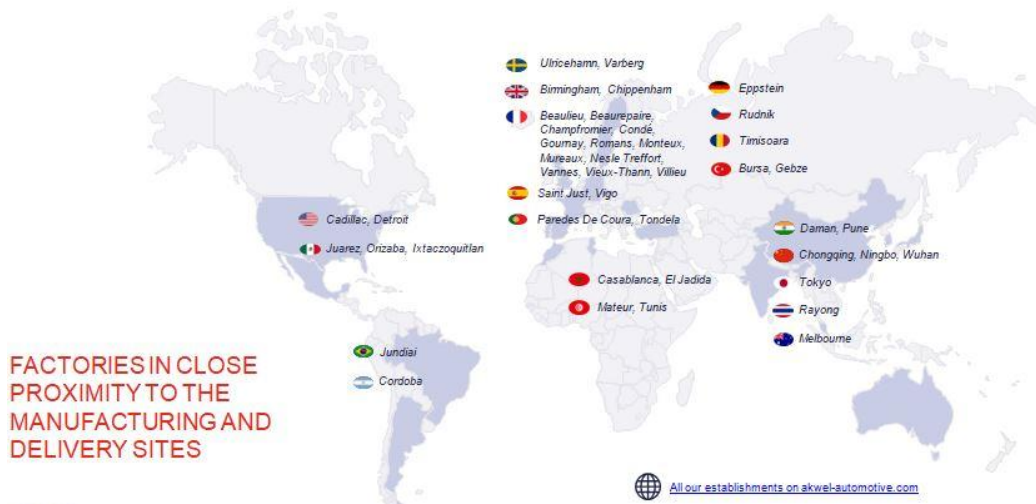 Ulricehamn, Varberg
Birmingham, Chippenham
Beaulieu, Beaurepaire,
Champfromier, Condé,
Gournay, Romans, Monteux,
Mureaux, Nesle Treffort,
Vannes, Vieux-Thann, Villieu
Saint Just, Vigo
Paredes De Coura, Tondela
Eppstein
Rudnik
Timisoara
Bursa, Gebze
Cadillac, Detroit
Juarez, Orizaba, Ixtaczoquitlan
Casablanca, El Jadida
Mateur, Tunis
Daman, Pune
Chongqing, Ningbo, Wuhan
Tokyo
Rayong
Melbourne
Jundiai
Cordoba
FACTORIES IN CLOSE
PROXIMITY TO THE
MANUFACTURING AND
DELIVERY SITES
All our establishments on akwel-automotive.com